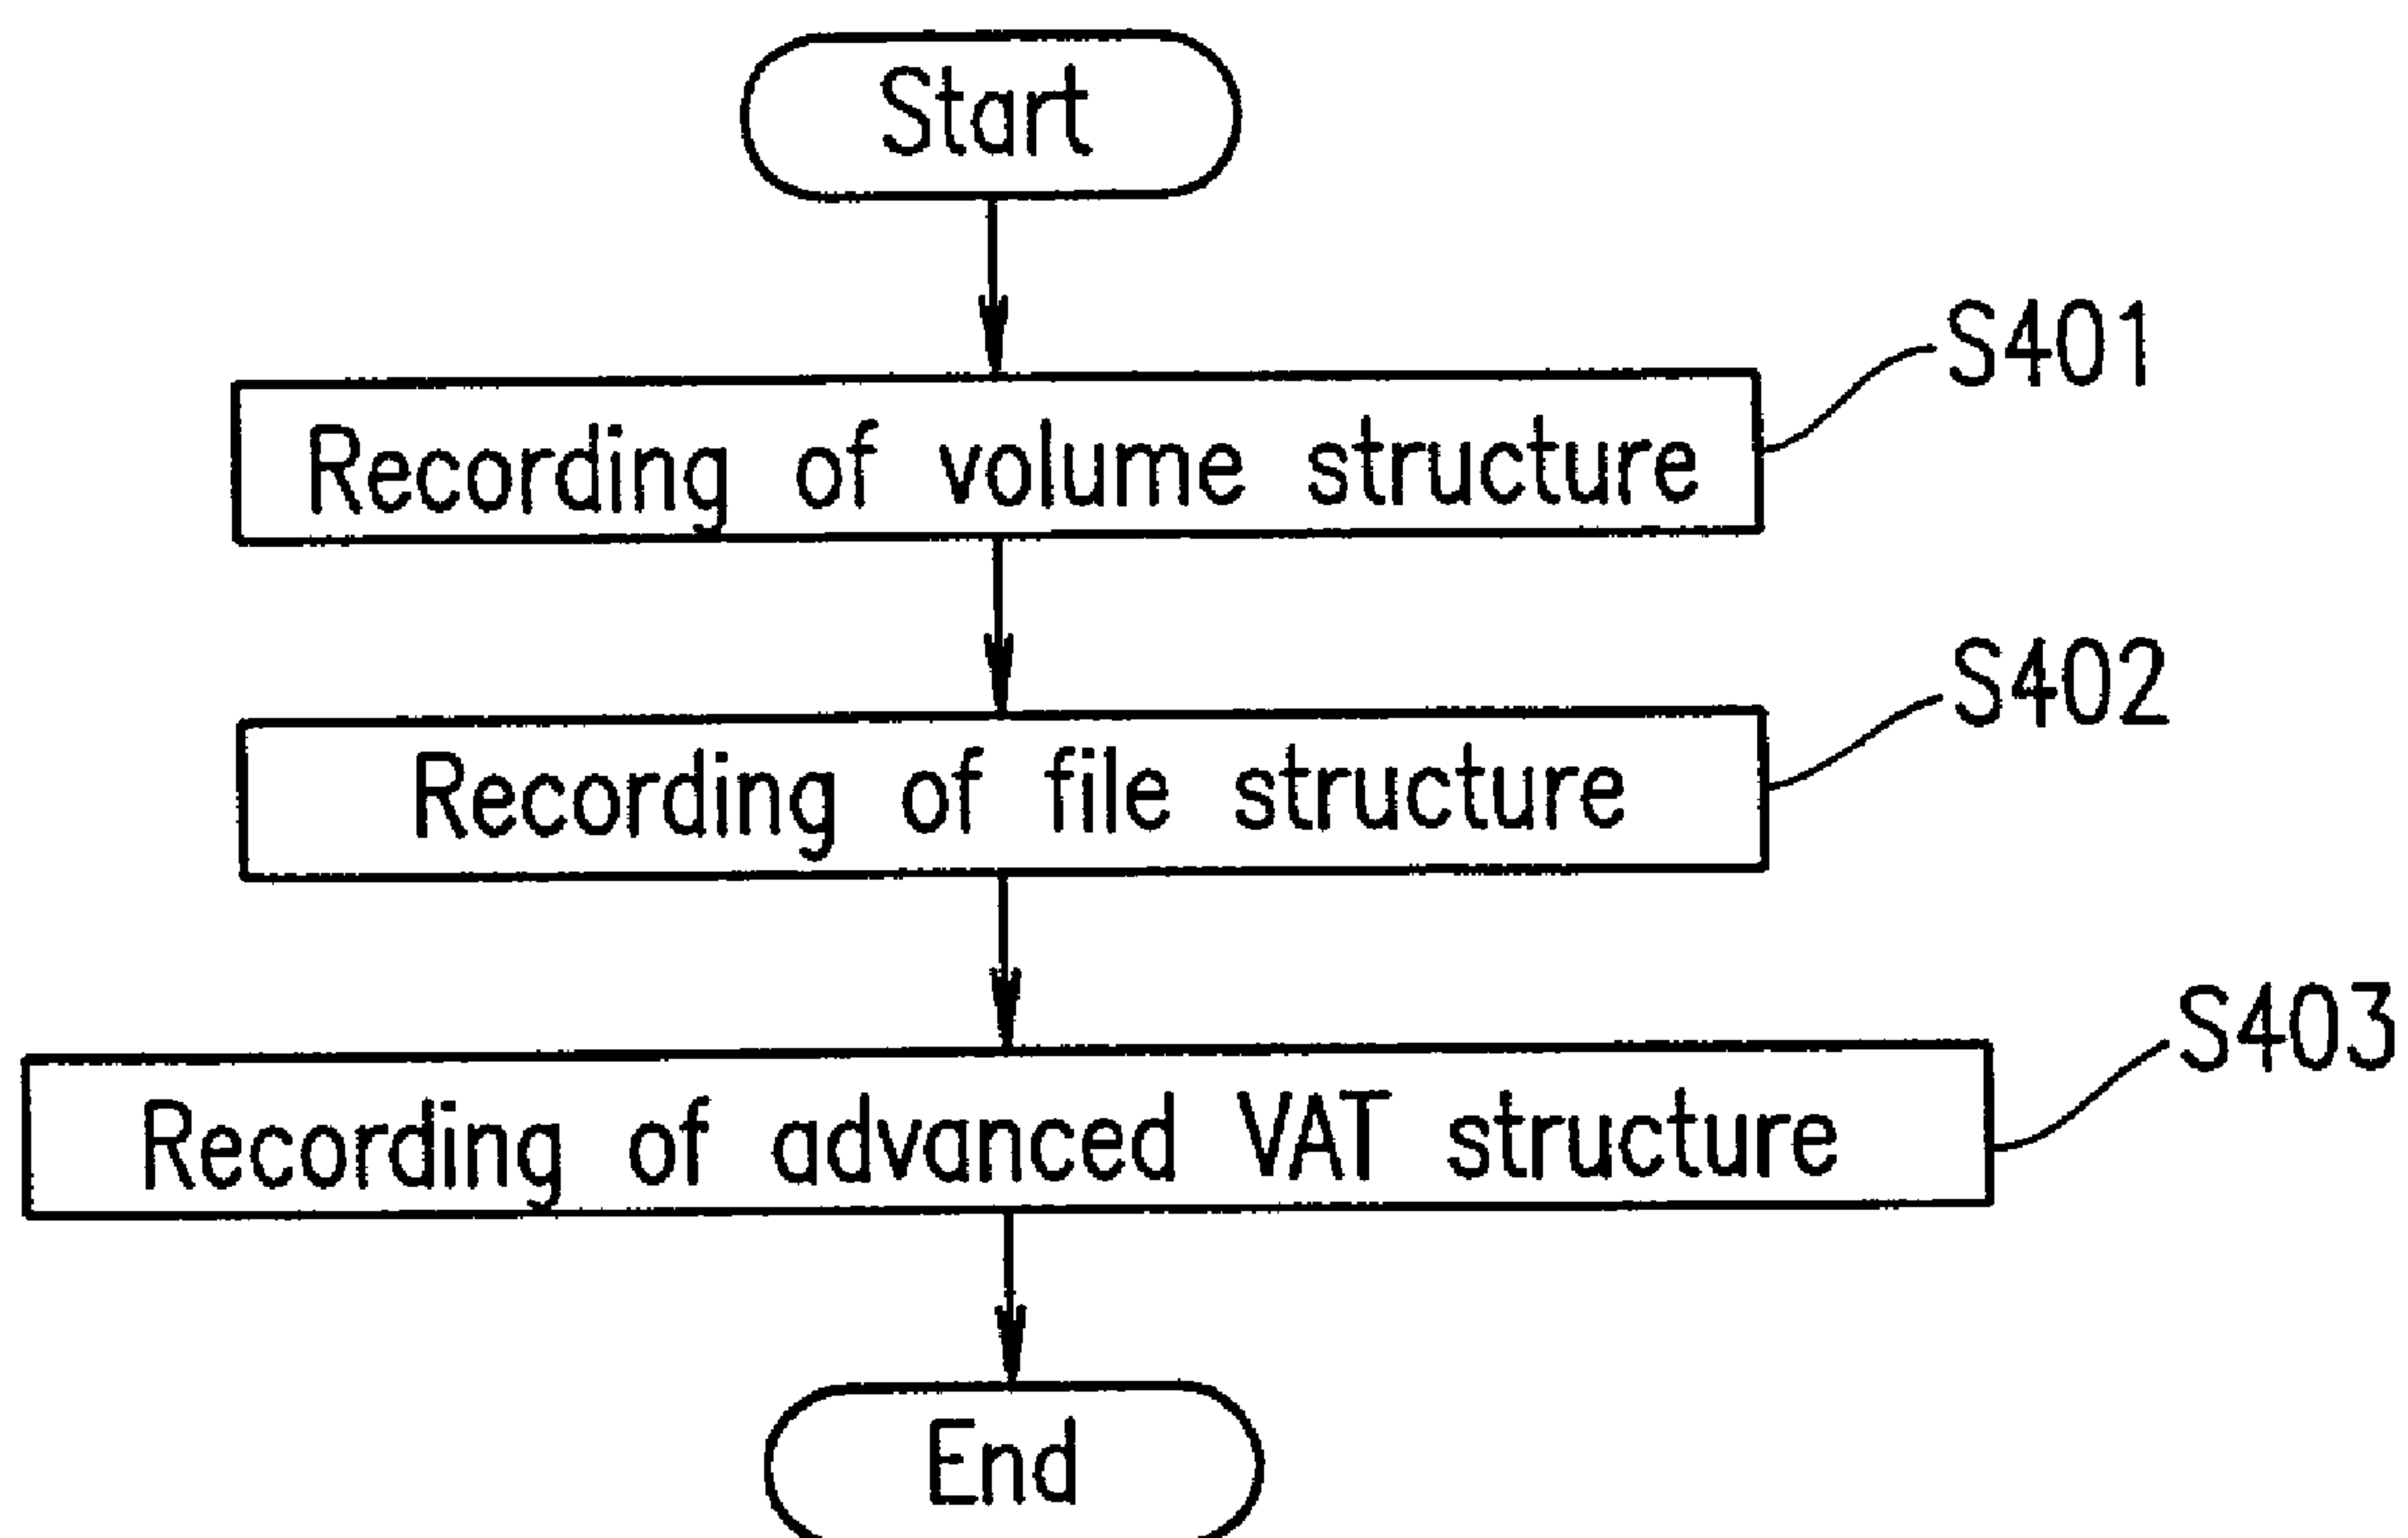 Start
S401
Recording of volume structure
S402
Recording of file structure
S403
Recording of advanced VAT structure
End